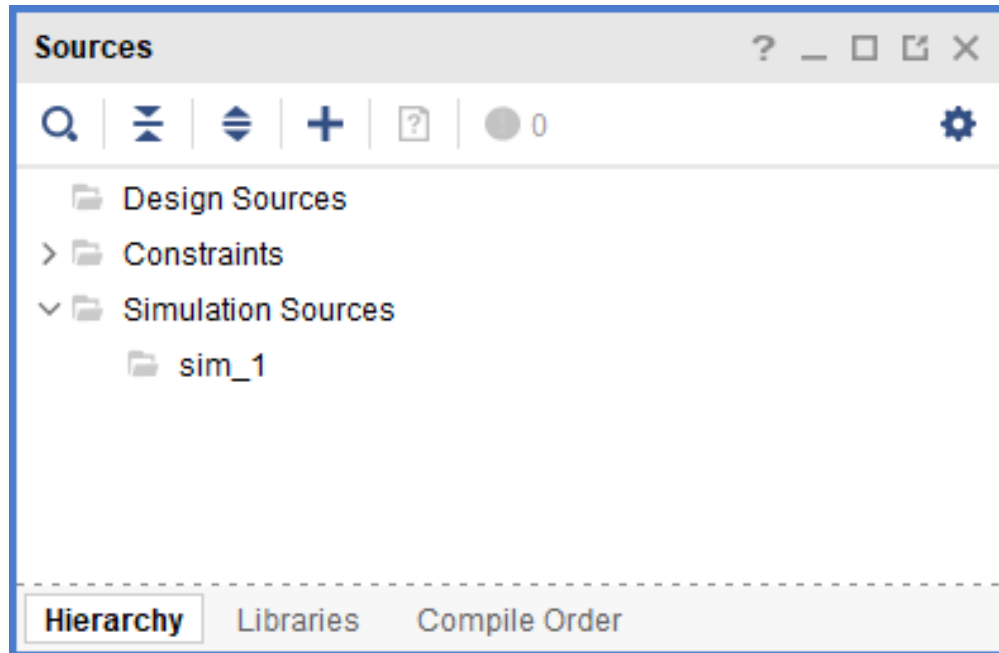 Sources
0
Design Sources
Constraints
Simulation Sources
sim_1
Hierarchy Libraries Compile Order